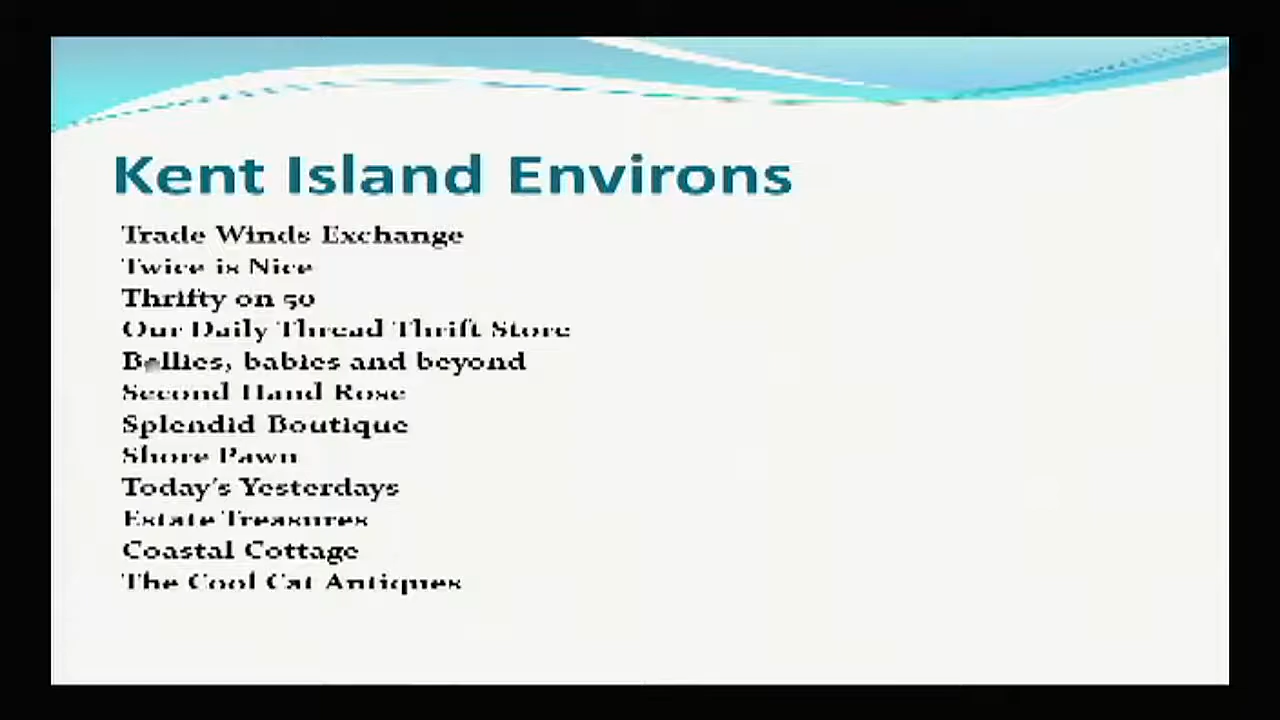 Kent Island Environs
Trade Winds Exchange
Twice is Nice
Thrifty on 50
Our Daily Thread Thrift Store
Bellies, babies and beyond
Second Hand Rose
Splendid Boutique
Shore Pawn
Today's Yesterdays
Estate Treasures
Coastal Cottage
The Cool Cat Antiques